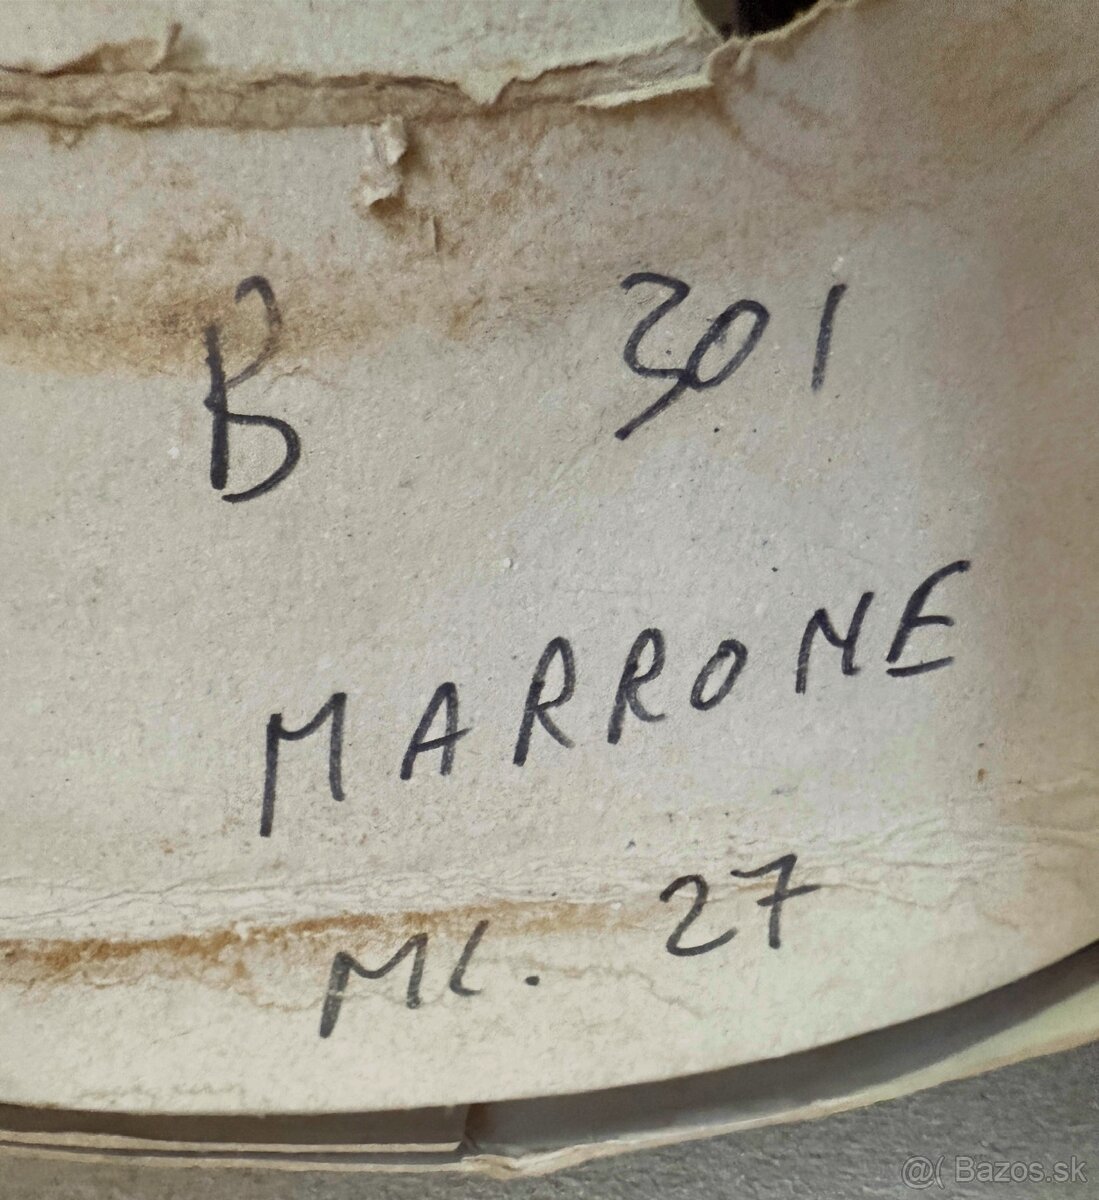 B 301
MARRONE
ML. 27
@( Bazos.sk